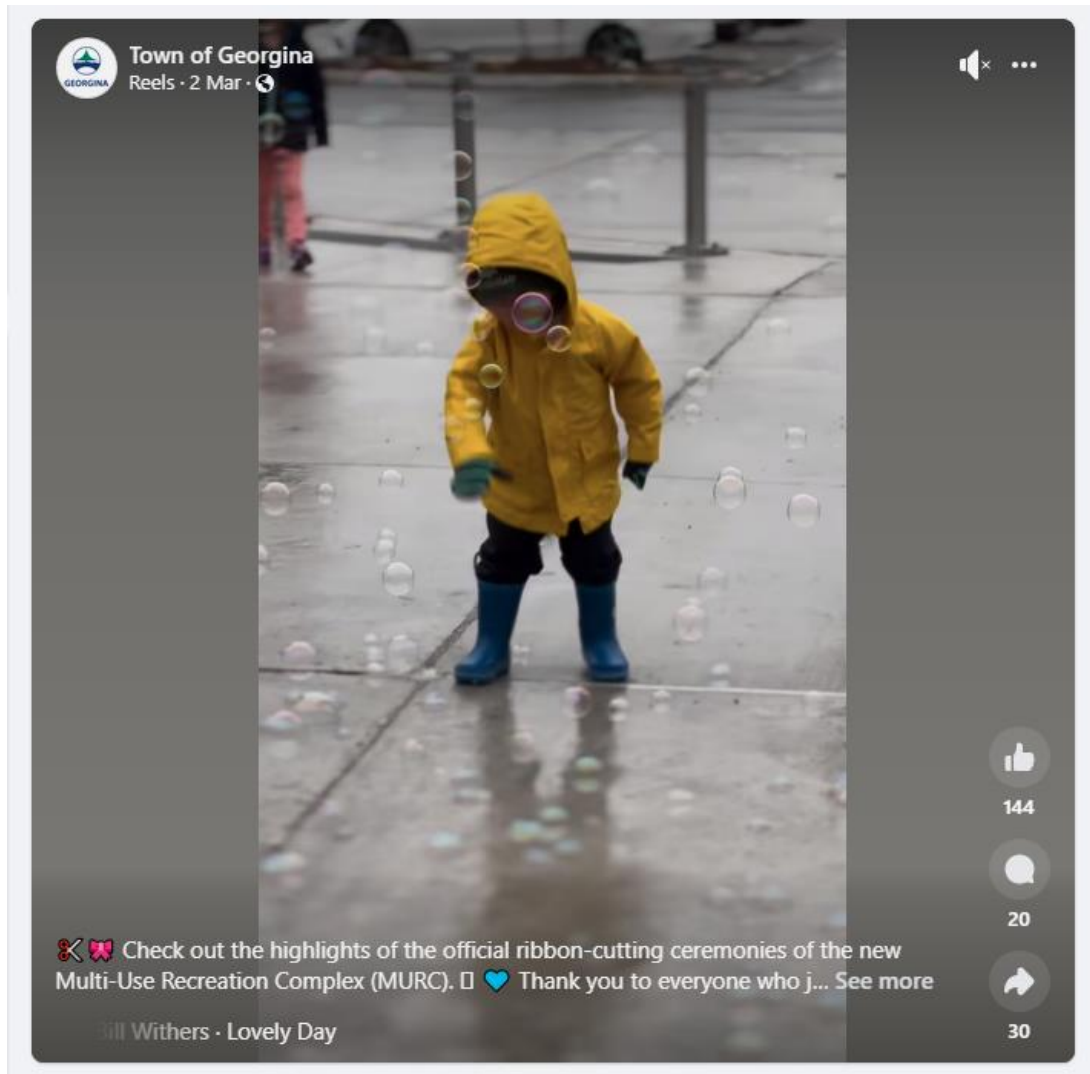 Town of Georgina
Reels · 2 Mar ·
GEORGINA
144
20
✂️🎀 Check out the highlights of the official ribbon-cutting ceremonies of the new
Multi-Use Recreation Complex (MURC). 💙 Thank you to everyone who j... See more
30
ill Withers · Lovely Day